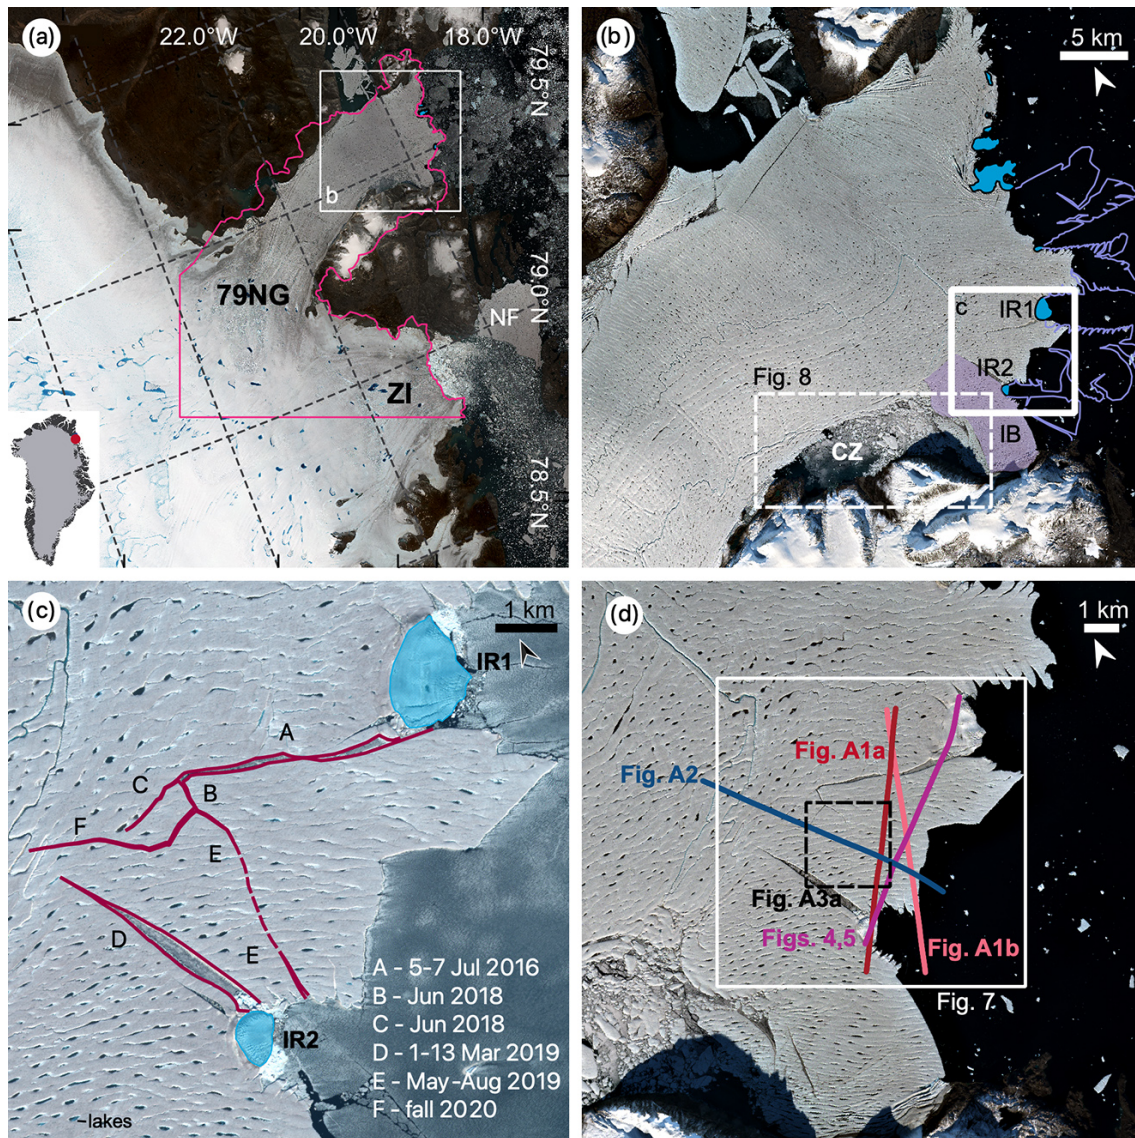 (a)
22.0°W
20.0°W
18.0°W
79.5°N
b
79.0°N
79NG
NF
ZI
78.5°N
(b)
5 km
c
IR1
IR2
Fig. 8
IB
CZ
(c)
1 km
IR1
A
C
B
F
E
D
E
IR2
A - 5-7 Jul 2016
B - Jun 2018
C - Jun 2018
D - 1-13 Mar 2019
E - May-Aug 2019
F - fall 2020
~lakes
(d)
1 km
Fig. A1a
Fig. A2
Fig. A3a
Figs. 4,5
Fig. A1b
Fig. 7